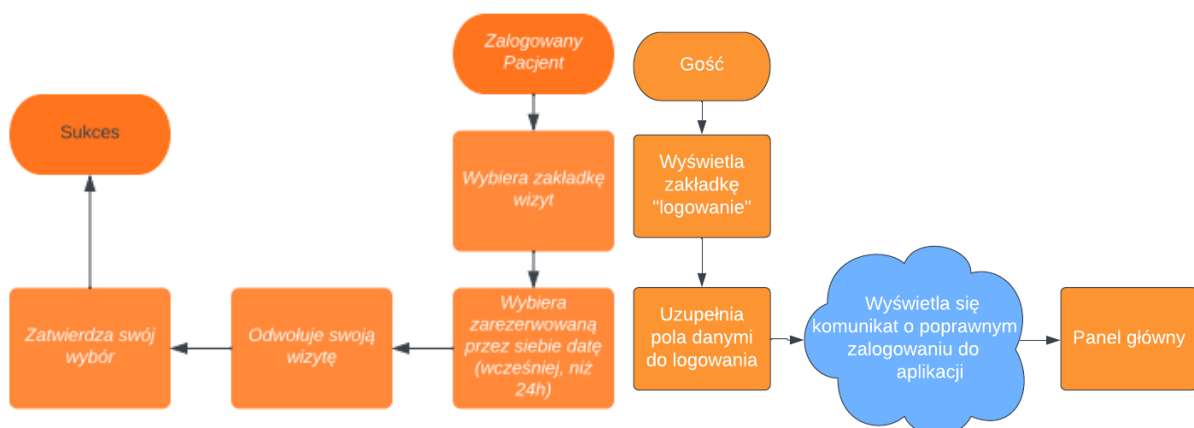 Zalogowany
Pacjent
Wybiera zakładkę
wizyt
Wybiera
zarezerwowaną
przez siebie datę
(wcześniej, niż
24h)
Odwołuje swoją
wizytę
Zatwierdza swój
wybór
Sukces
Gość
Wyświetla
zakładkę
"logowanie"
Uzupełnia
pola danymi
do logowania
Wyświetla się
komunikat o poprawnym
zalogowaniu do
aplikacji
Panel główny